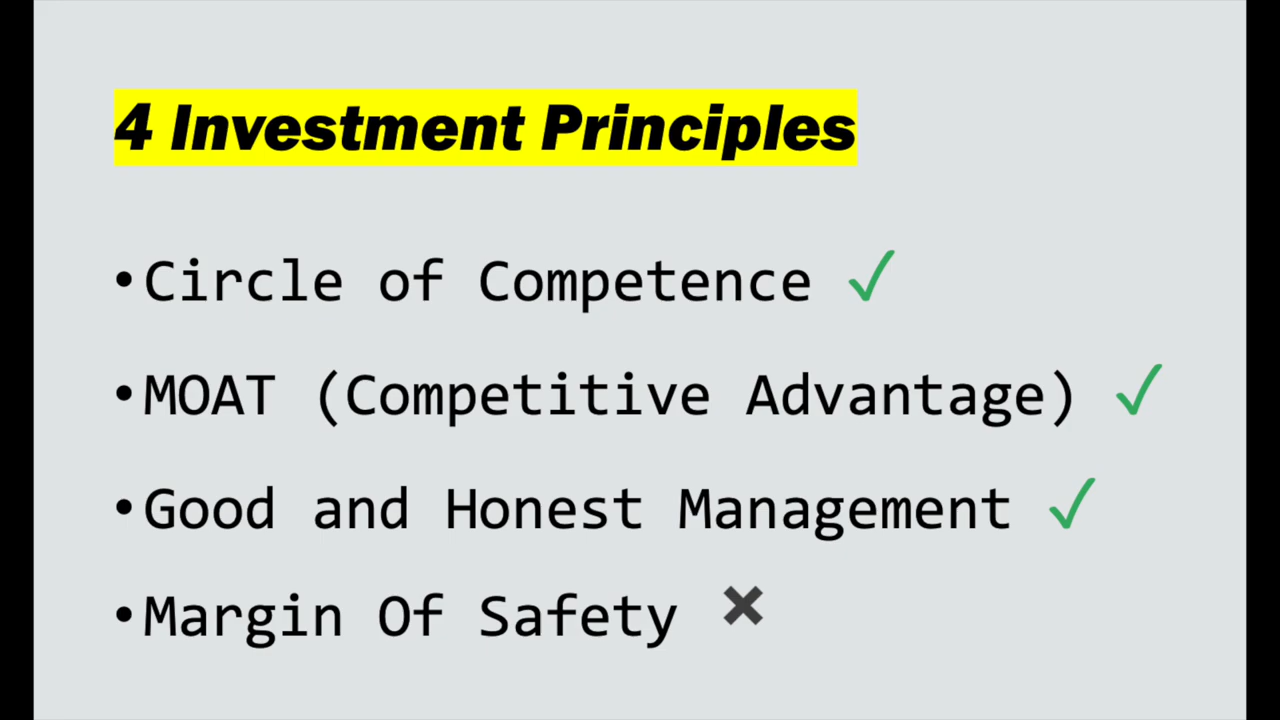 4 Investment Principles
•Circle of Competence ✓
•MOAT (Competitive Advantage) ✓
•Good and Honest Management ✓
•Margin Of Safety ✖